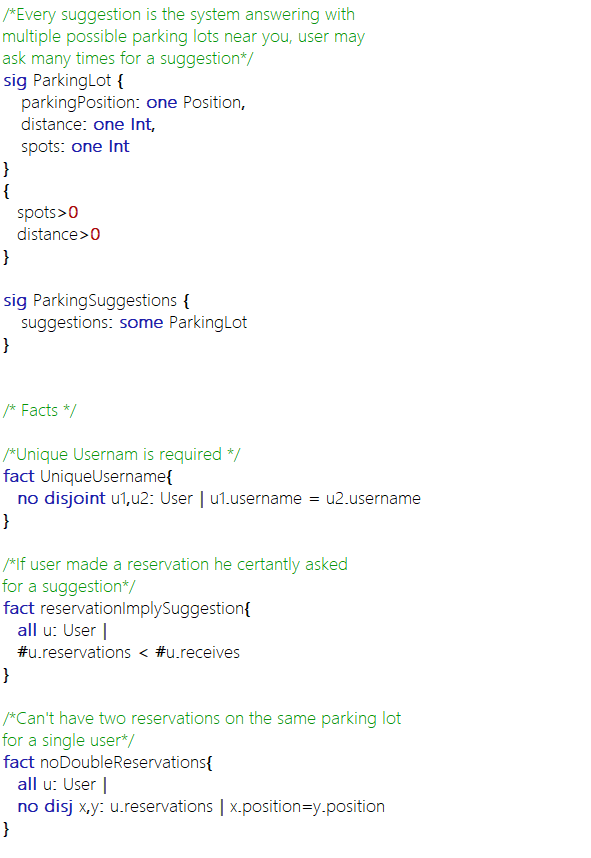 /*Every suggestion is the system answering with
multiple possible parking lots near you, user may
ask many times for a suggestion*/
sig ParkingLot {
parkingPosition: one Position,
distance: one Int,
spots: one Int
}
{
spots>0
distance>0
}
sig ParkingSuggestions {
suggestions: some ParkingLot
}
/* Facts */
/*Unique Usernam is required */
fact UniqueUsername{
no disjoint u1,u2: User | u1.username = u2.username
}
/*If user made a reservation he certantly asked
for a suggestion*/
fact reservationImplySuggestion{
all u: User |
#u.reservations < #u.receives
}
/*Can't have two reservations on the same parking lot
for a single user*/
fact noDoubleReservations{
all u: User |
no disj x,y: u.reservations | x.position=y.position
}